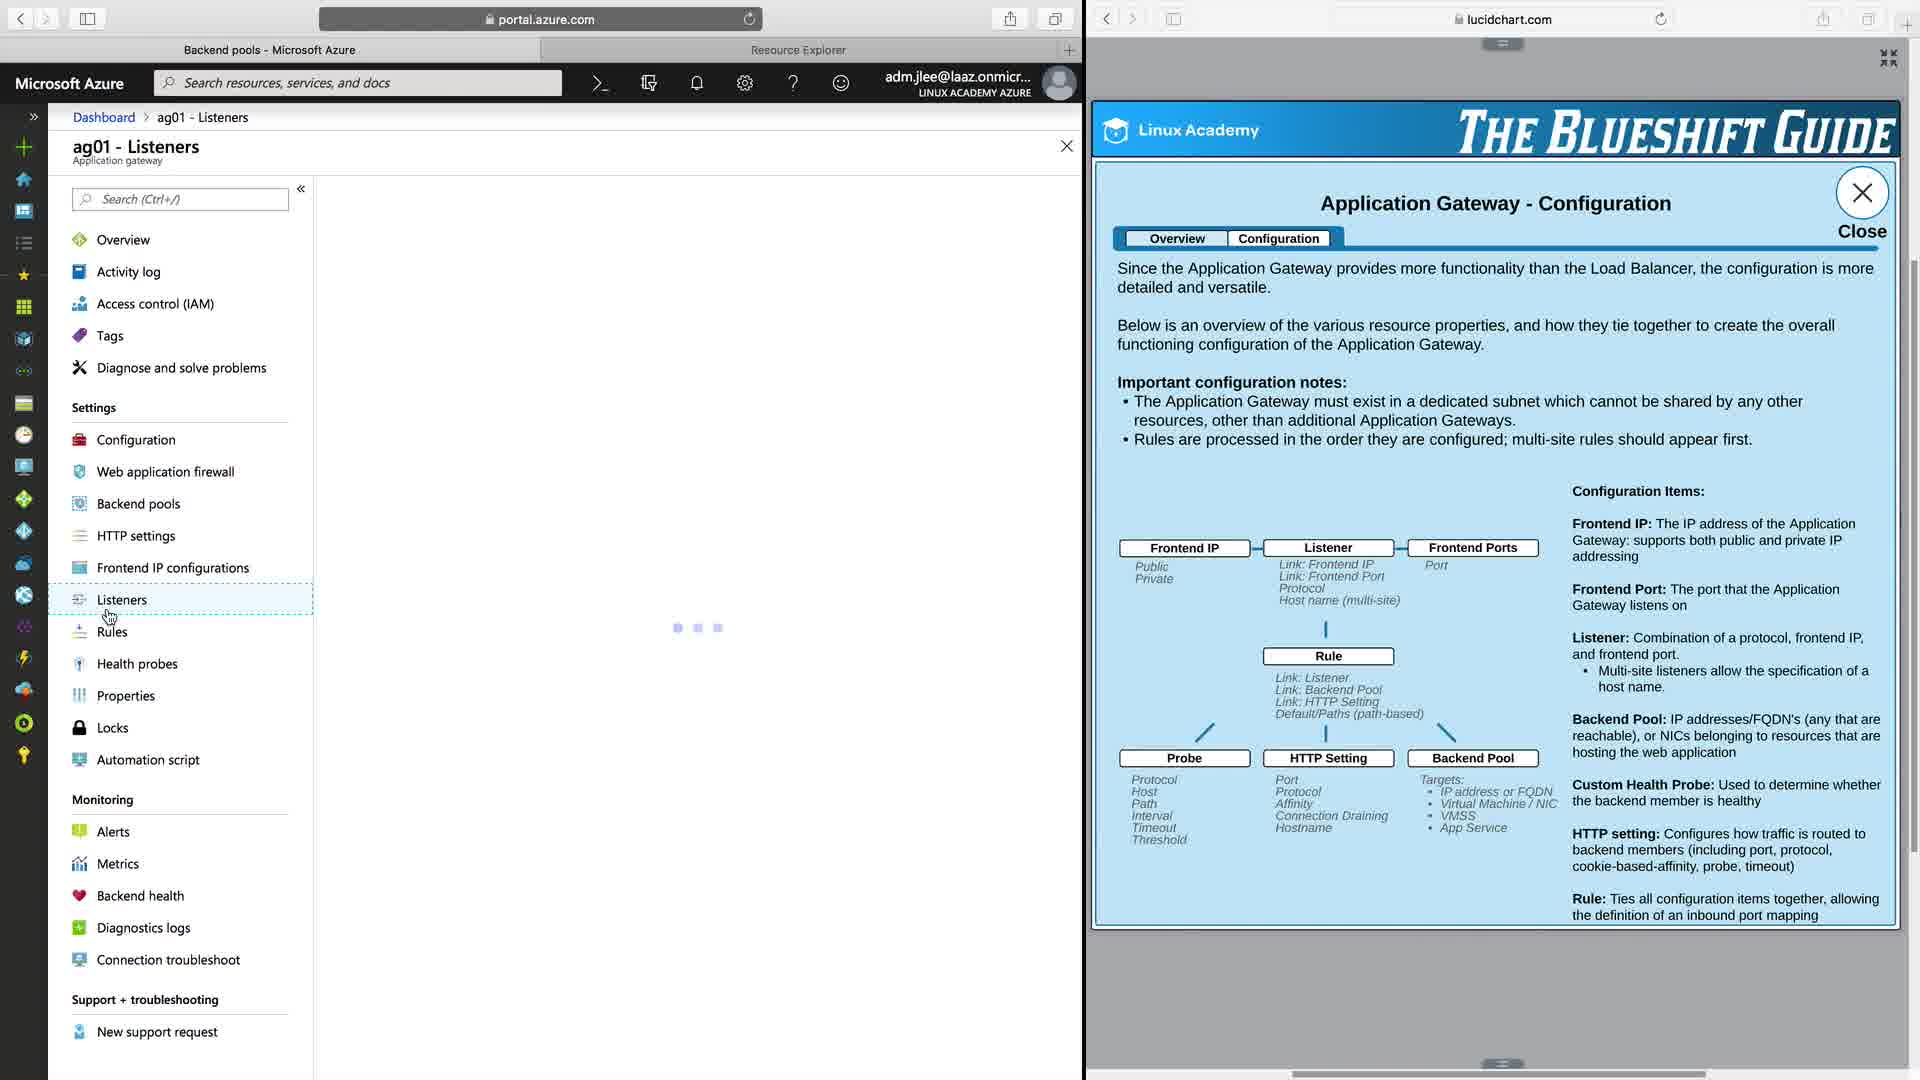 portal.azure.com
Backend pools - Microsoft Azure
Resource Explorer
Microsoft Azure
Search resources, services, and docs
adm.jlee@laaz.onmicr...
LINUX ACADEMY AZURE
Dashboard > ag01 - Listeners
ag01 - Listeners
Application gateway
Search (Ctrl+/)
Overview
Activity log
Access control (IAM)
Tags
Diagnose and solve problems
Settings
Configuration
Web application firewall
Backend pools
HTTP settings
Frontend IP configurations
Listeners
Rules
Health probes
Properties
Locks
Automation script
Monitoring
Alerts
Metrics
Backend health
Diagnostics logs
Connection troubleshoot
Support + troubleshooting
New support request
lucidchart.com
Linux Academy
THE BLUESHIFT GUIDE
Application Gateway - Configuration
Close
Overview
Configuration
Since the Application Gateway provides more functionality than the Load Balancer, the configuration is more
detailed and versatile.
Below is an overview of the various resource properties, and how they tie together to create the overall
functioning configuration of the Application Gateway.
Important configuration notes:
• The Application Gateway must exist in a dedicated subnet which cannot be shared by any other
resources, other than additional Application Gateways.
• Rules are processed in the order they are configured; multi-site rules should appear first.
Frontend IP
Public
Private
Listener
Link: Frontend IP
Link: Frontend Port
Protocol
Host name (multi-site)
Frontend Ports
Port
Rule
Link: Listener
Link: Backend Pool
Link: HTTP Setting
Default/Paths (path-based)
Probe
Protocol
Host
Path
Interval
Timeout
Threshold
HTTP Setting
Port
Protocol
Affinity
Connection Draining
Hostname
Backend Pool
Targets:
• IP address or FQDN
• Virtual Machine / NIC
• VMSS
• App Service
Configuration Items:
Frontend IP: The IP address of the Application
Gateway: supports both public and private IP
addressing
Frontend Port: The port that the Application
Gateway listens on
Listener: Combination of a protocol, frontend IP,
and frontend port.
• Multi-site listeners allow the specification of a
host name.
Backend Pool: IP addresses/FQDN's (any that are
reachable), or NICs belonging to resources that are
hosting the web application
Custom Health Probe: Used to determine whether
the backend member is healthy
HTTP setting: Configures how traffic is routed to
backend members (including port, protocol,
cookie-based-affinity, probe, timeout)
Rule: Ties all configuration items together, allowing
the definition of an inbound port mapping